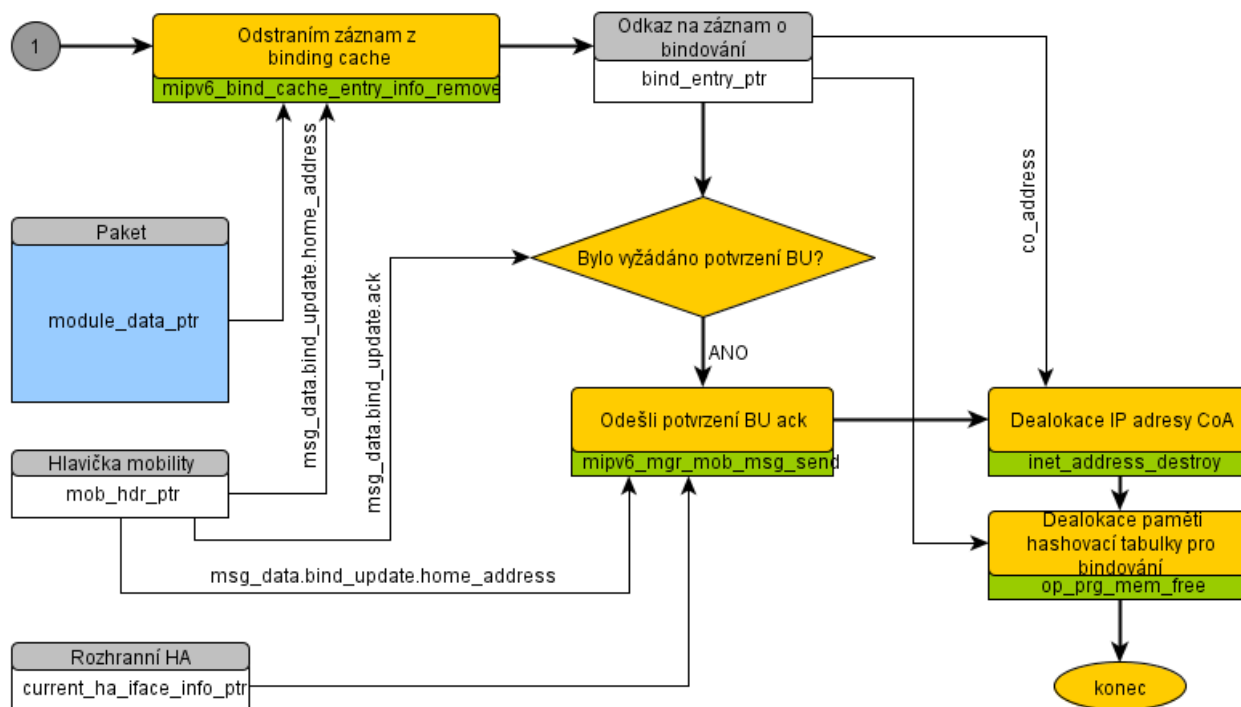 1
Odstraním záznam z
binding cache
mipv6_bind_cache_entry_info_remove
Odkaz na záznam o
bindování
bind_entry_ptr
co_address
msg_data.bind_update.home_address
Paket
module_data_ptr
msg_data.bind_update.ack
Bylo vyžádáno potvrzení BU?
ANO
Odešli potvrzení BU ack
mipv6_mgr_mob_msg_send
Dealokace IP adresy CoA
inet_address_destroy
Hlavička mobility
mob_hdr_ptr
msg_data.bind_update.home_address
Dealokace paměti
hashovací tabulky pro
bindování
op_prg_mem_free
Rozhranní HA
current_ha_iface_info_ptr
konec